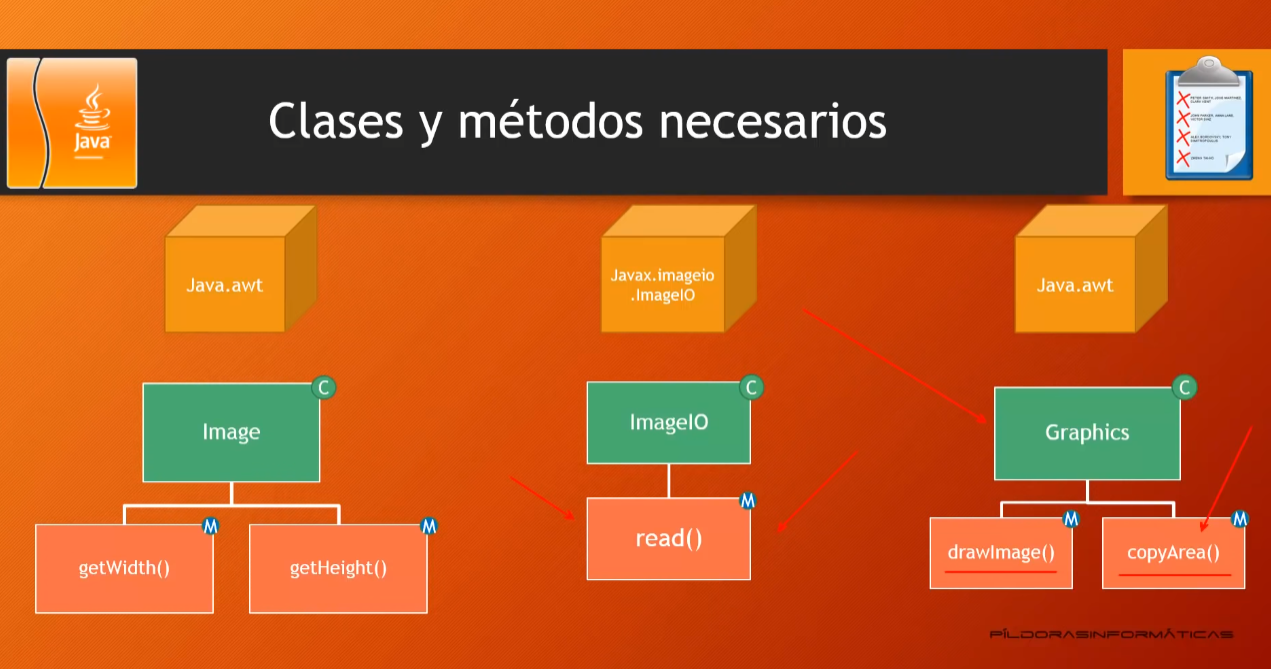 Clases y métodos necesarios
Java
Java.awt
Javax.imageio
.ImageIO
Java.awt
C
Image
C
ImageIO
C
Graphics
M
getWidth()
M
getHeight()
M
read()
M
drawImage()
M
copyArea()
PÍLDORASINFORMÁTICAS